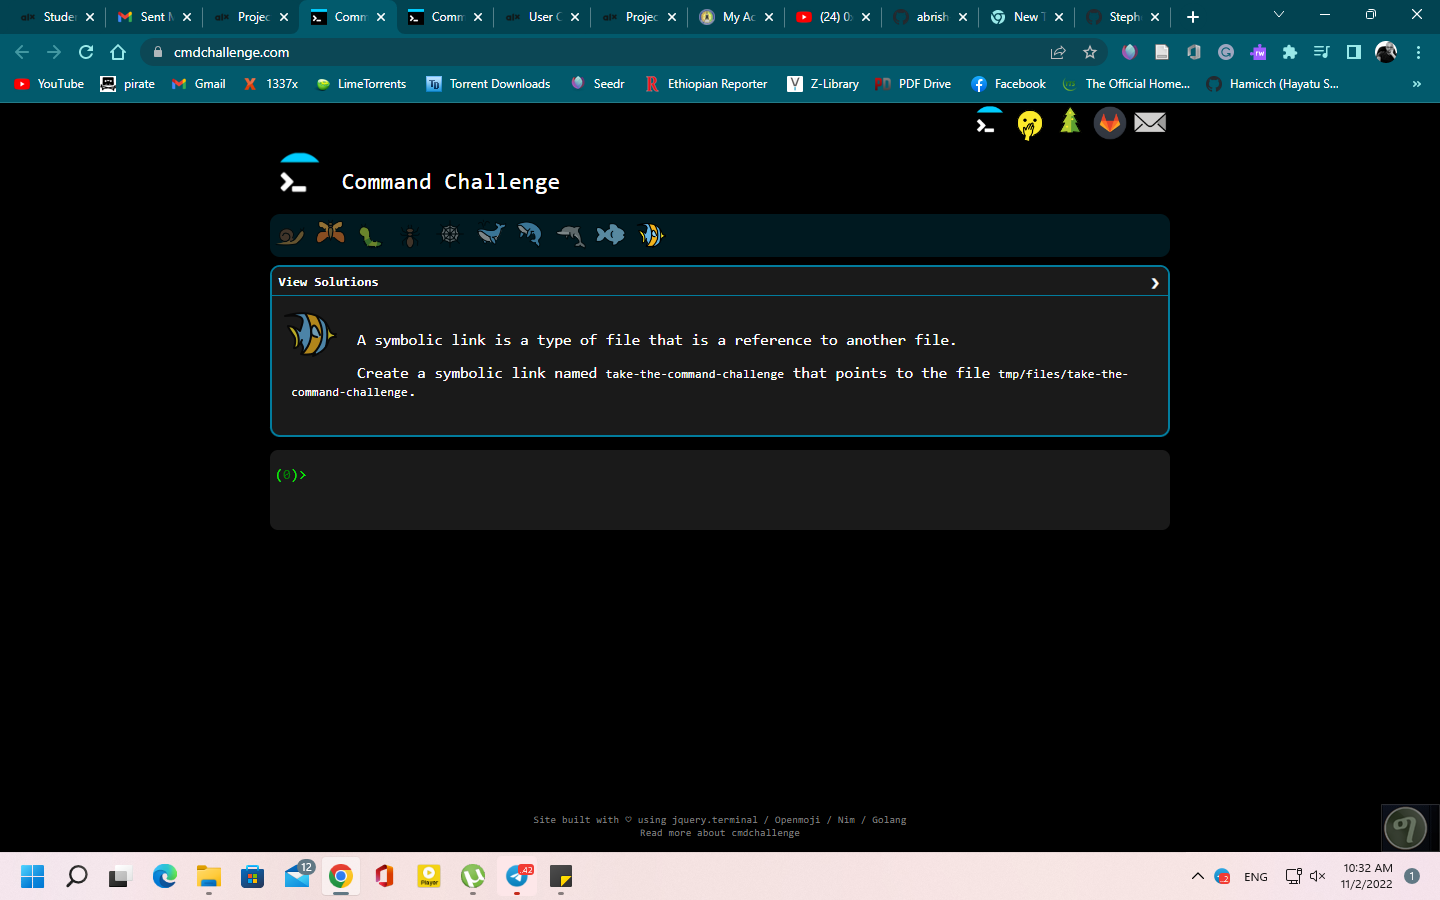 Studen
Sent M
Projec
Comm
Comm
User C
Projec
My Ac
(24) 0x
abrish
New T
Steph
cmdchallenge.com
YouTube
pirate
Gmail
1337x
LimeTorrents
Torrent Downloads
Seedr
Ethiopian Reporter
Z-Library
PDF Drive
Facebook
The Official Home...
Hamicch (Hayatu S...
»
Command Challenge
View Solutions
A symbolic link is a type of file that is a reference to another file.
Create a symbolic link named take-the-command-challenge that points to the file tmp/files/take-the-
command-challenge.
(0)>
Site built with ♡ using jquery.terminal / Openmoji / Nim / Golang
Read more about cmdchallenge
12
Player
.42
ENG
10:32 AM
11/2/2022
1